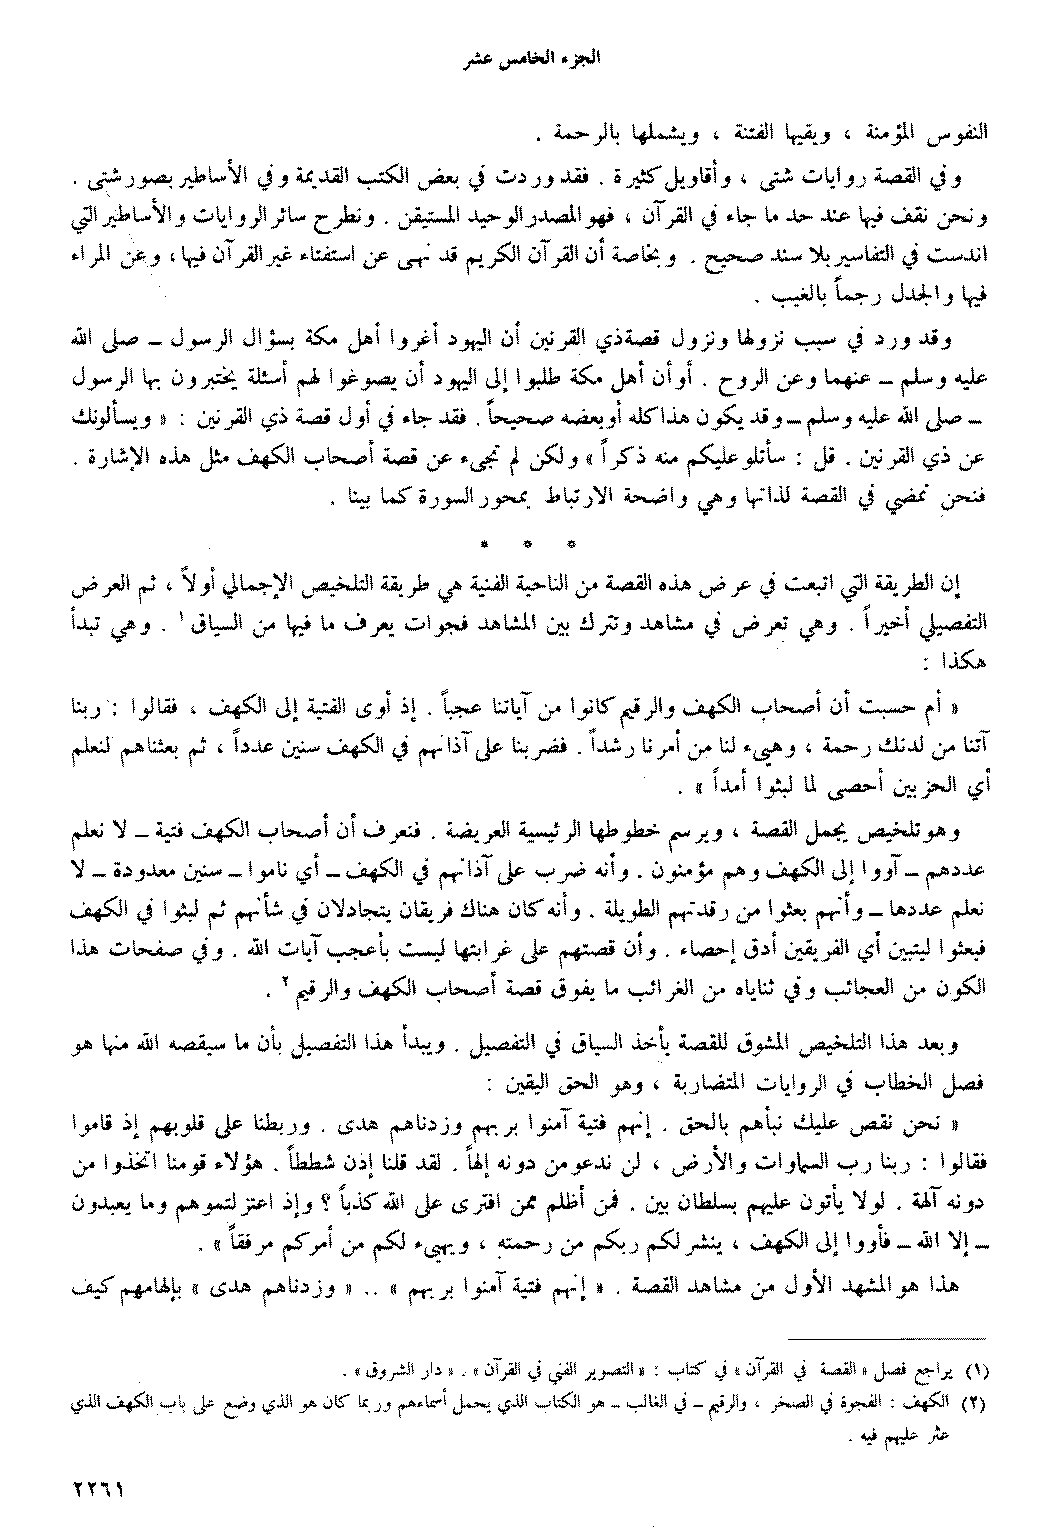 الجزء الخامس عشر
النفوس المؤمنة ، ويقيها الفتنة ، ويشملها بالرحمة .
وفي القصة روايات شتى ، وأقاويل كثيرة . فقد وردت في بعض الكتب القديمة وفي الأساطير بصور شتى .
ونحن نقف فيها عند حد ما جاء في القرآن ، فهو المصدر الوحيد المستيقن . ونطرح سائر الروايات والأساطير التي
اندست في التفاسير بلا سند صحيح . وبخاصة أن القرآن الكريم قد نهى عن استفتاء غير القرآن فيها ، وعن المراء
فيها والجدل رجماً بالغيب .
وقد ورد في سبب نزولها ونزول قصة ذي القرنين أن اليهود أغروا أهل مكة بسؤال الرسول – صلى الله
عليه وسلم – عنهما وعن الروح . أو أن أهل مكة طلبوا إلى اليهود أن يصوغوا لهم أسئلة يختبرون بها الرسول
– صلى الله عليه وسلم – وقد يكون هذا كله أو بعضه صحيحاً . فقد جاء في أول قصة ذي القرنين : « ويسألونك
عن ذي القرنين . قل : سأتلو عليكم منه ذكراً » ولكن لم تجىء عن قصة أصحاب الكهف مثل هذه الإشارة .
فنحن نمضي في القصة لذاتها وهي واضحة الارتباط بمحور السورة كما بينا .
* * *
إن الطريقة التي اتبعت في عرض هذه القصة من الناحية الفنية هي طريقة التلخيص الإجمالي أولاً ، ثم العرض
التفصيلي أخيراً . وهي تعرض في مشاهد وتترك بين المشاهد فجوات يعرف ما فيها من السياق ١ . وهي تبدأ
هكذا :
« أم حسبت أن أصحاب الكهف والرقيم كانوا من آياتنا عجباً . إذ أوى الفتية إلى الكهف ، فقالوا : ربنا
آتنا من لدنك رحمة ، وهيىء لنا من أمرنا رشداً . فضربنا على آذانهم في الكهف سنين عدداً ، ثم بعثناهم لنعلم
أي الحزبين أحصى لما لبثوا أمداً » .
وهو تلخيص يجمل القصة ، ويرسم خطوطها الرئيسية العريضة . فنعرف أن أصحاب الكهف فتية – لا نعلم
عددهم – آووا إلى الكهف وهم مؤمنون . وأنه ضرب على آذانهم في الكهف – أي ناموا – سنين معدودة – لا
نعلم عددها – وأنهم بعثوا من رقدتهم الطويلة . وأنه كان هناك فريقان يتجادلان في شأنهم ثم لبثوا في الكهف
فبعثوا ليتبين أي الفريقين أدق إحصاء . وأن قصتهم على غرابتها ليست بأعجب آيات الله . وفي صفحات هذا
الكون من العجائب وفي ثناياه من الغرائب ما يفوق قصة أصحاب الكهف والرقيم ٢ .
وبعد هذا التلخيص المشوق للقصة يأخذ السياق في التفصيل . ويبدأ هذا التفصيل بأن ما سيقصه الله منها هو
فصل الخطاب في الروايات المتضاربة ، وهو الحق اليقين :
« نحن نقص عليك نبأهم بالحق . إنهم فتية آمنوا بربهم وزدناهم هدى . وربطنا على قلوبهم إذ قاموا
فقالوا : ربنا رب السماوات والأرض ، لن ندعو من دونه إلهاً . لقد قلنا إذن شططاً . هؤلاء قومنا اتخذوا من
دونه آلهة . لولا يأتون عليهم بسلطان بين . فمن أظلم ممن افترى على الله كذباً ؟ وإذ اعتزلتموهم وما يعبدون
– إلا الله – فأووا إلى الكهف ، ينشر لكم ربكم من رحمته ، ويهيىء لكم من أمركم مرفقاً » .
هذا هو المشهد الأول من مشاهد القصة . « إنهم فتية آمنوا بربهم » .. « وزدناهم هدى » بإلهامهم كيف
(١) يراجع فصل « القصة في القرآن » في كتاب : « التصوير الفني في القرآن » . « دار الشروق » .
(٢) الكهف : الفجوة في الصخر ، والرقيم – في الغالب – هو الكتاب الذي يحمل أسماءهم وربما كان هو الذي وضع على باب الكهف الذي
عثر عليهم فيه .
٢٢٦١